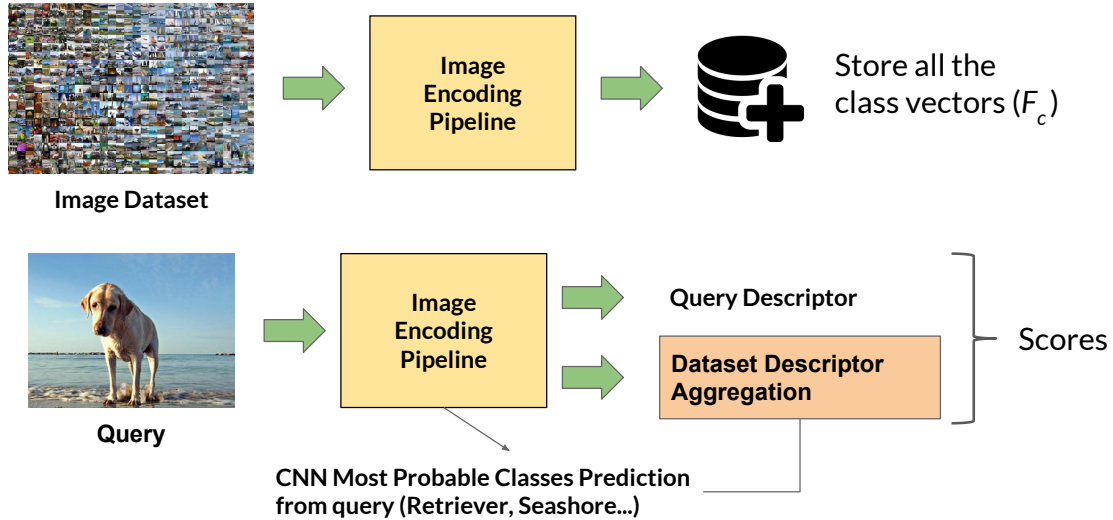 Image
Encoding
Pipeline
Store all the
class vectors (F_c)
Image Dataset
Image
Encoding
Pipeline
Query Descriptor
Dataset Descriptor
Aggregation
Scores
Query
CNN Most Probable Classes Prediction
from query (Retriever, Seashore...)